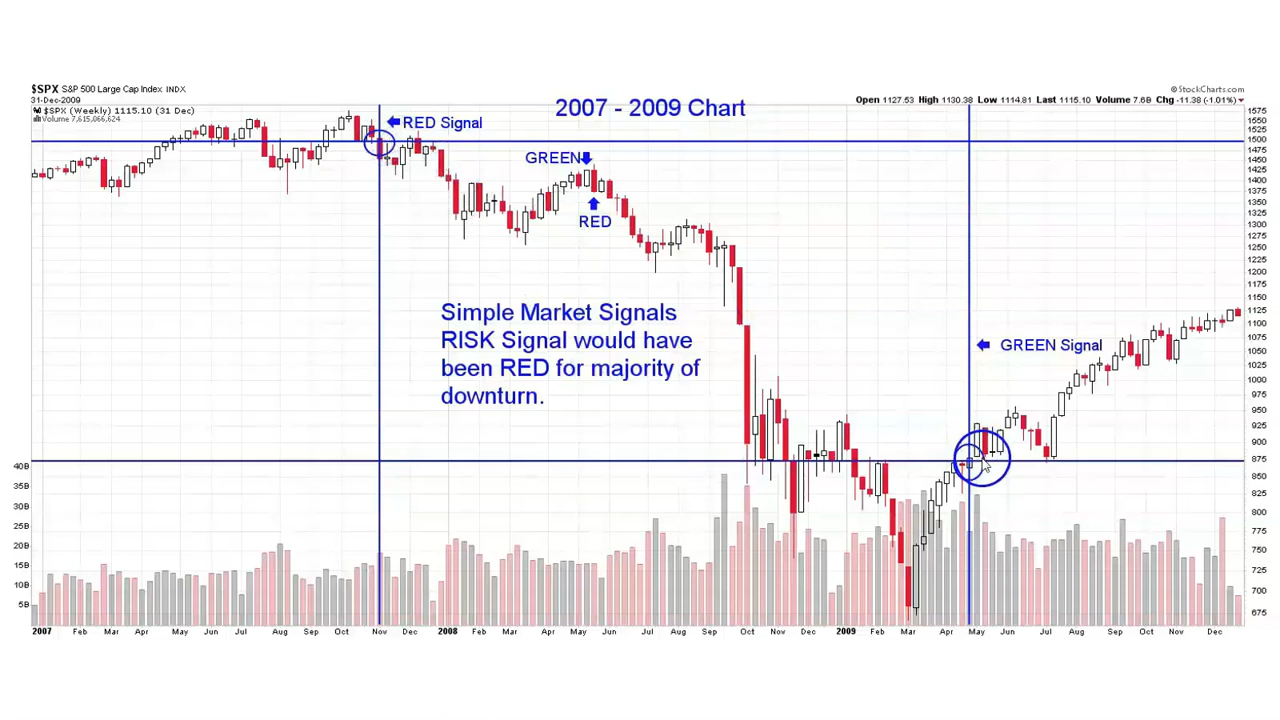 $SPX S&P 500 Large Cap Index INDX
© StockCharts.com
31-Dec-2009
Open 1127.53 High 1130.38 Low 1114.81 Last 1115.10 Volume 7.6B Chg -11.38 (-1.01%)
$SPX (Weekly) 1115.10 (31 Dec)
Volume 7,615,066,624
2007 - 2009 Chart
RED Signal
GREEN
RED
Simple Market Signals
RISK Signal would have
been RED for majority of
downturn.
GREEN Signal
1575
1550
1525
1500
1475
1450
1425
1400
1375
1350
1325
1300
1275
1250
1225
1200
1175
1150
1125
1100
1075
1050
1025
1000
975
950
925
900
875
850
825
800
775
750
725
700
675
40B
35B
30B
25B
20B
15B
10B
5B
2007 Feb Mar Apr May Jun Jul Aug Sep Oct Nov Dec 2008 Feb Mar Apr May Jun Jul Aug Sep Oct Nov Dec 2009 Feb Mar Apr May Jun Jul Aug Sep Oct Nov Dec